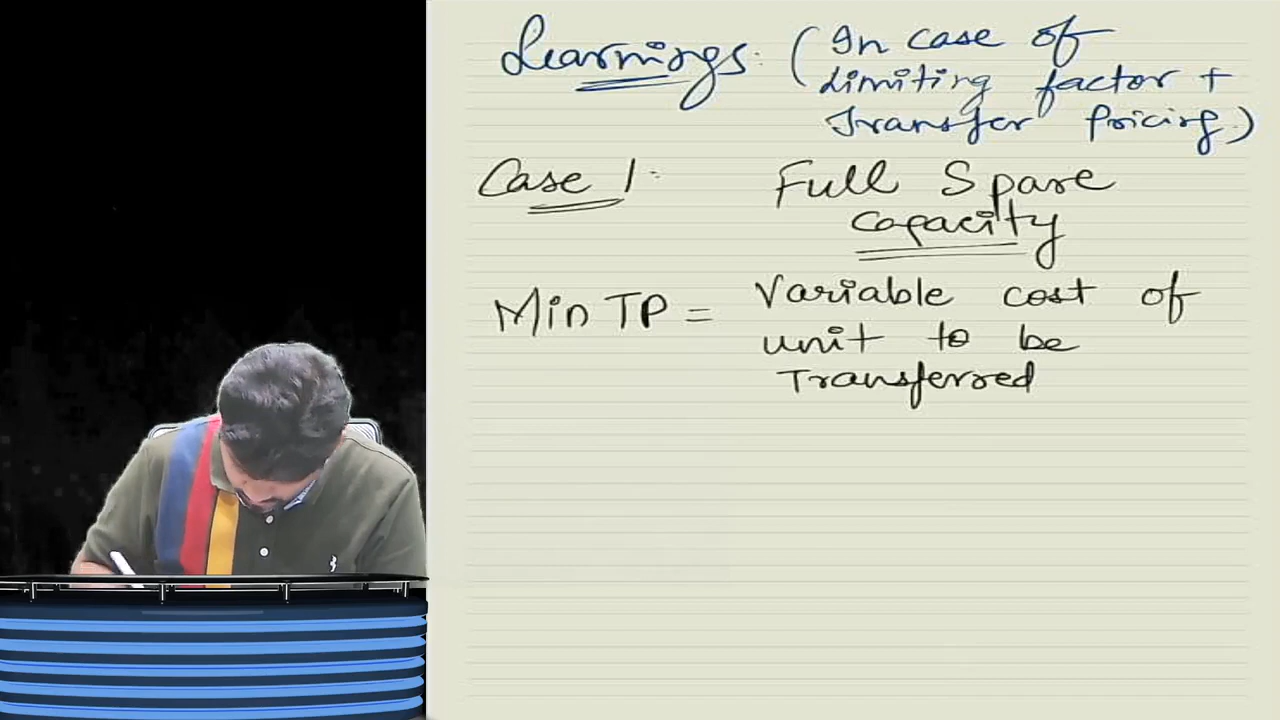 Learnings: (In case of
Limiting factor +
Transfer Pricing)
Case 1: Full Spare
Capacity
Min TP = Variable cost of
unit to be
Transferred